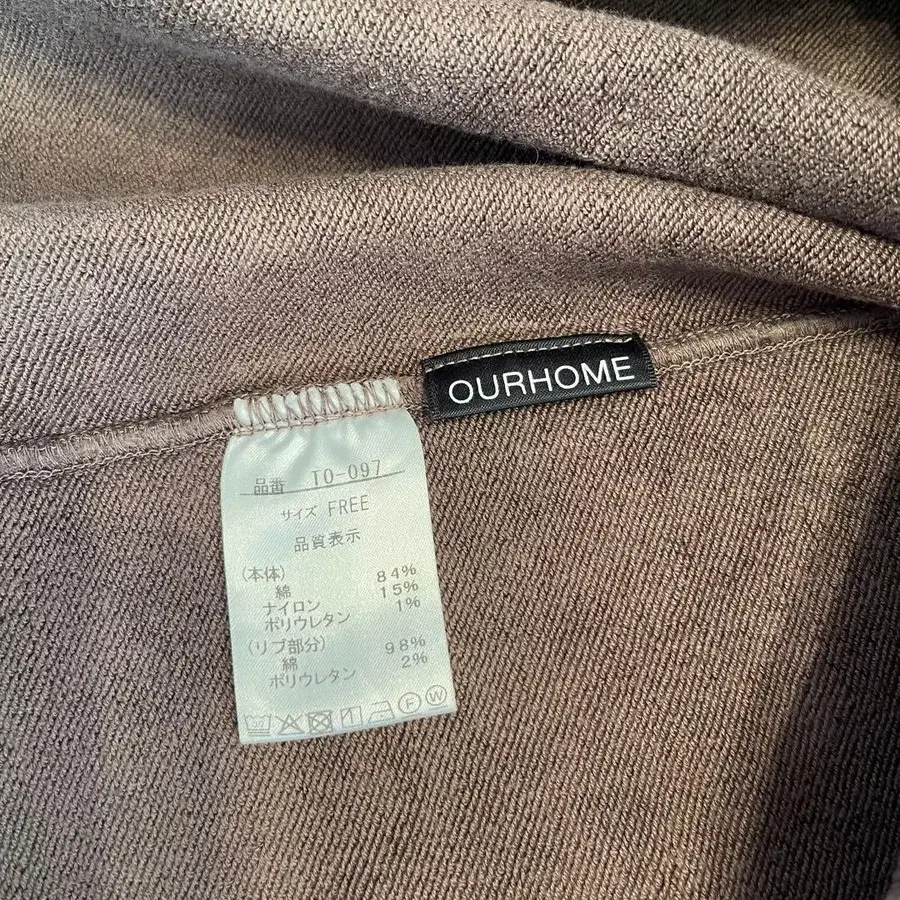 OURHOME
品番 TO-097
サイズ FREE
品質表示
(本体)
綿 84%
ナイロン 15%
ポリウレタン 1%
(リブ部分)
綿 98%
ポリウレタン 2%
F W